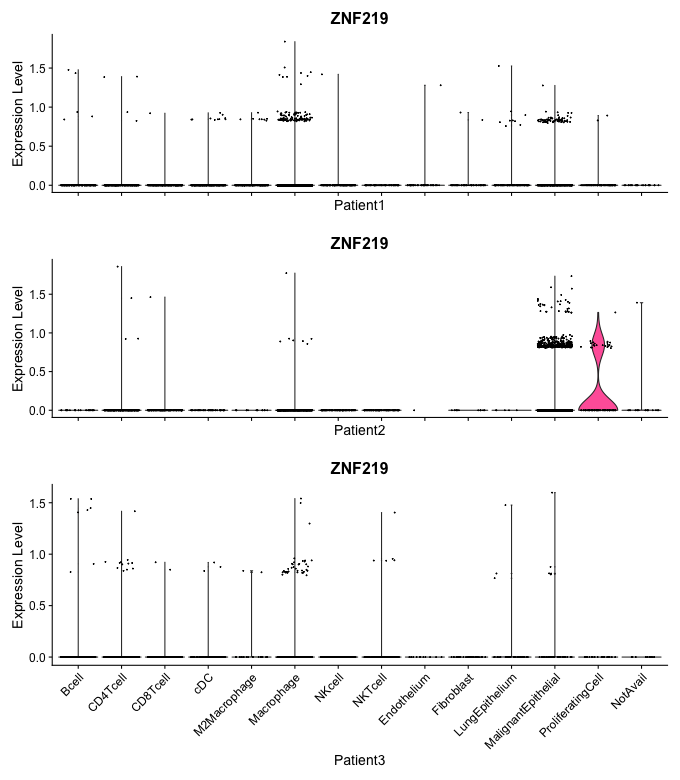 ZNF219
Expression Level
1.5
1.0
0.5
0.0
Patient1
ZNF219
Expression Level
1.5
1.0
0.5
0.0
Patient2
ZNF219
Expression Level
1.5
1.0
0.5
0.0
Bcell
CD4Tcell
CD8Tcell
cDC
M2Macrophage
Macrophage
NKcell
NKTcell
Endothelium
Fibroblast
LungEpithelium
MalignantEpithelial
ProliferatingCell
NotAvail
Patient3